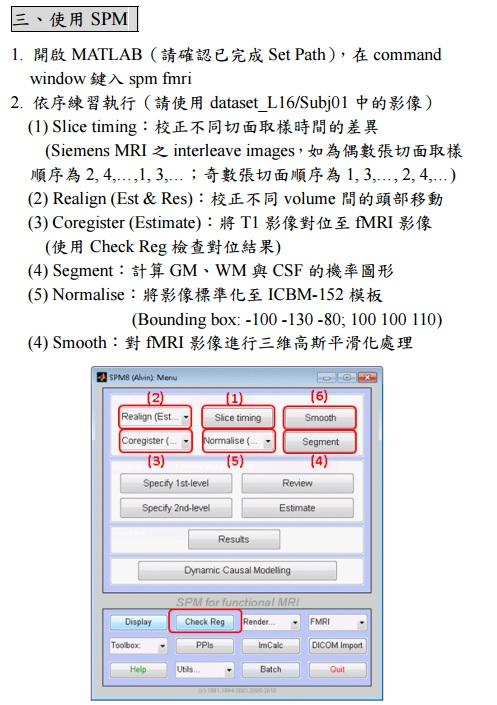 三、使用 SPM
1. 開啟 MATLAB（請確認已完成 Set Path），在 command
window 鍵入 spm fmri
2. 依序練習執行（請使用 dataset_L16/Subj01 中的影像）
(1) Slice timing：校正不同切面取樣時間的差異
(Siemens MRI 之 interleave images，如為偶數張切面取樣
順序為 2, 4,…,1, 3,…；奇數張切面順序為 1, 3,…, 2, 4,…)
(2) Realign (Est & Res)：校正不同 volume 間的頭部移動
(3) Coregister (Estimate)：將 T1 影像對位至 fMRI 影像
(使用 Check Reg 檢查對位結果)
(4) Segment：計算 GM、WM 與 CSF 的機率圖形
(5) Normalise：將影像標準化至 ICBM-152 模板
(Bounding box: -100 -130 -80; 100 100 110)
(4) Smooth：對 fMRI 影像進行三維高斯平滑化處理
SPM8 (Alvin): Menu
(2) (1) (6)
Realign (Est... Slice timing Smooth
Coregister (... Normalise (... Segment
(3) (5) (4)
Specify 1st-level Review
Specify 2nd-level Estimate
Results
Dynamic Causal Modelling
SPM for functional MRI
Display Check Reg Render... FMRI
Toolbox: PPIs ImCalc DICOM Import
Help Utils... Batch Quit